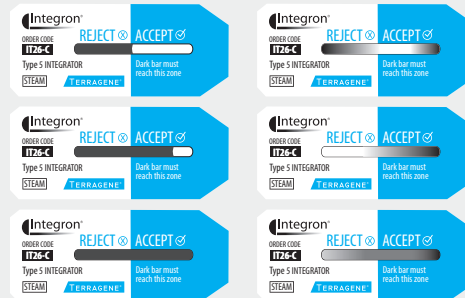 Integron®
ORDER CODE
IT26-C
Type 5 INTEGRATOR
STEAM
TERRAGENE®
REJECT ACCEPT
Dark bar must
reach this zone
Integron®
ORDER CODE
IT26-C
Type 5 INTEGRATOR
STEAM
TERRAGENE®
REJECT ACCEPT
Dark bar must
reach this zone
Integron®
ORDER CODE
IT26-C
Type 5 INTEGRATOR
STEAM
TERRAGENE®
REJECT ACCEPT
Dark bar must
reach this zone
Integron®
ORDER CODE
IT26-C
Type 5 INTEGRATOR
STEAM
TERRAGENE®
REJECT ACCEPT
Dark bar must
reach this zone
Integron®
ORDER CODE
IT26-C
Type 5 INTEGRATOR
STEAM
TERRAGENE®
REJECT ACCEPT
Dark bar must
reach this zone
Integron®
ORDER CODE
IT26-C
Type 5 INTEGRATOR
STEAM
TERRAGENE®
REJECT ACCEPT
Dark bar must
reach this zone